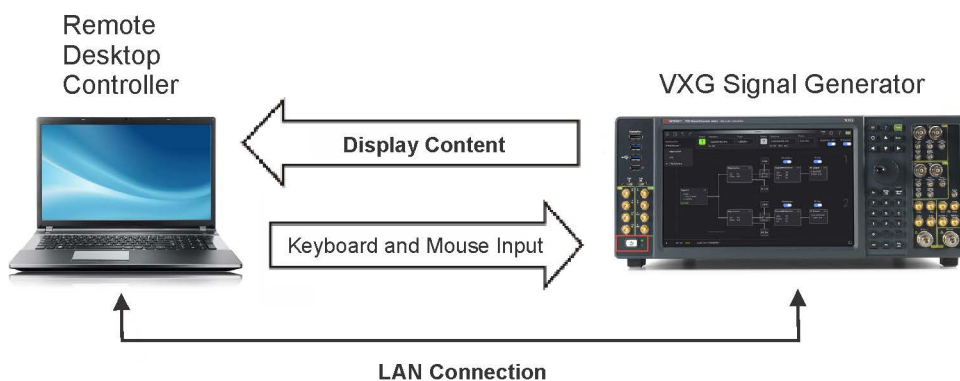 Remote
Desktop
Controller
VXG Signal Generator
Display Content
Keyboard and Mouse Input
LAN Connection